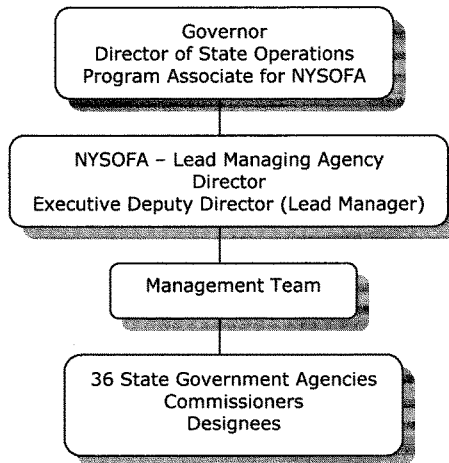 Governor
Director of State Operations
Program Associate for NYSOFA
NYSOFA – Lead Managing Agency
Director
Executive Deputy Director (Lead Manager)
Management Team
36 State Government Agencies
Commissioners
Designees